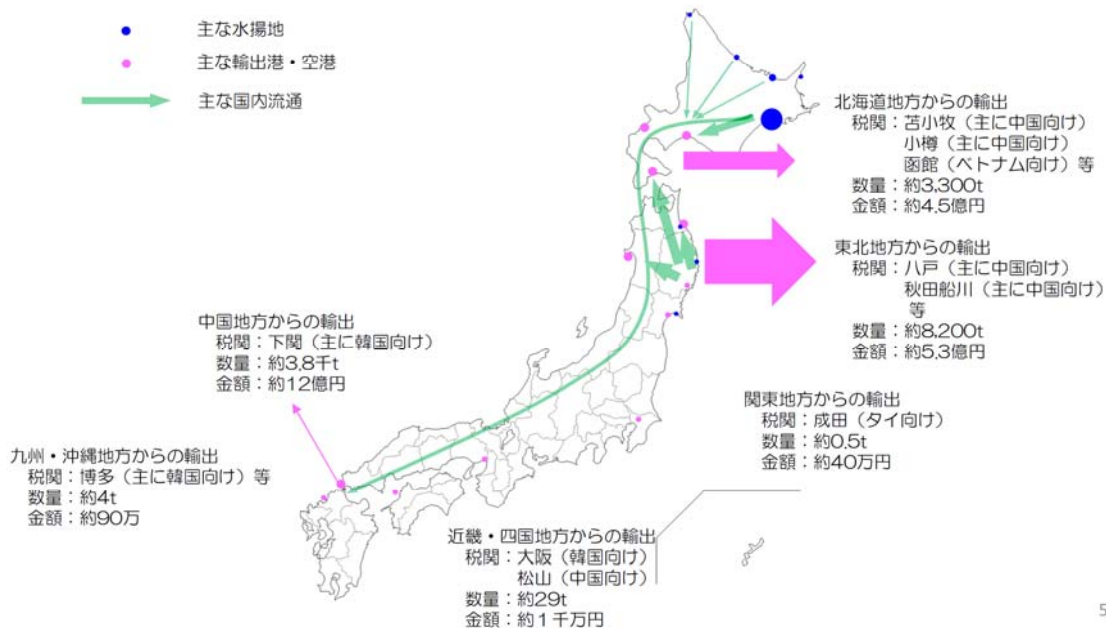 主な水揚地
主な輸出港・空港
主な国内流通
北海道地方からの輸出
税関：苫小牧（主に中国向け）
小樽（主に中国向け）
函館（ベトナム向け）等
数量：約3,300t
金額：約4.5億円
東北地方からの輸出
税関：八戸（主に中国向け）
秋田船川（主に中国向け）
等
数量：約8,200t
金額：約5.3億円
中国地方からの輸出
税関：下関（主に韓国向け）
数量：約3.8千t
金額：約12億円
関東地方からの輸出
税関：成田（タイ向け）
数量：約0.5t
金額：約40万円
九州・沖縄地方からの輸出
税関：博多（主に韓国向け）等
数量：約4t
金額：約90万
近畿・四国地方からの輸出
税関：大阪（韓国向け）
松山（中国向け）
数量：約29t
金額：約１千万円
5